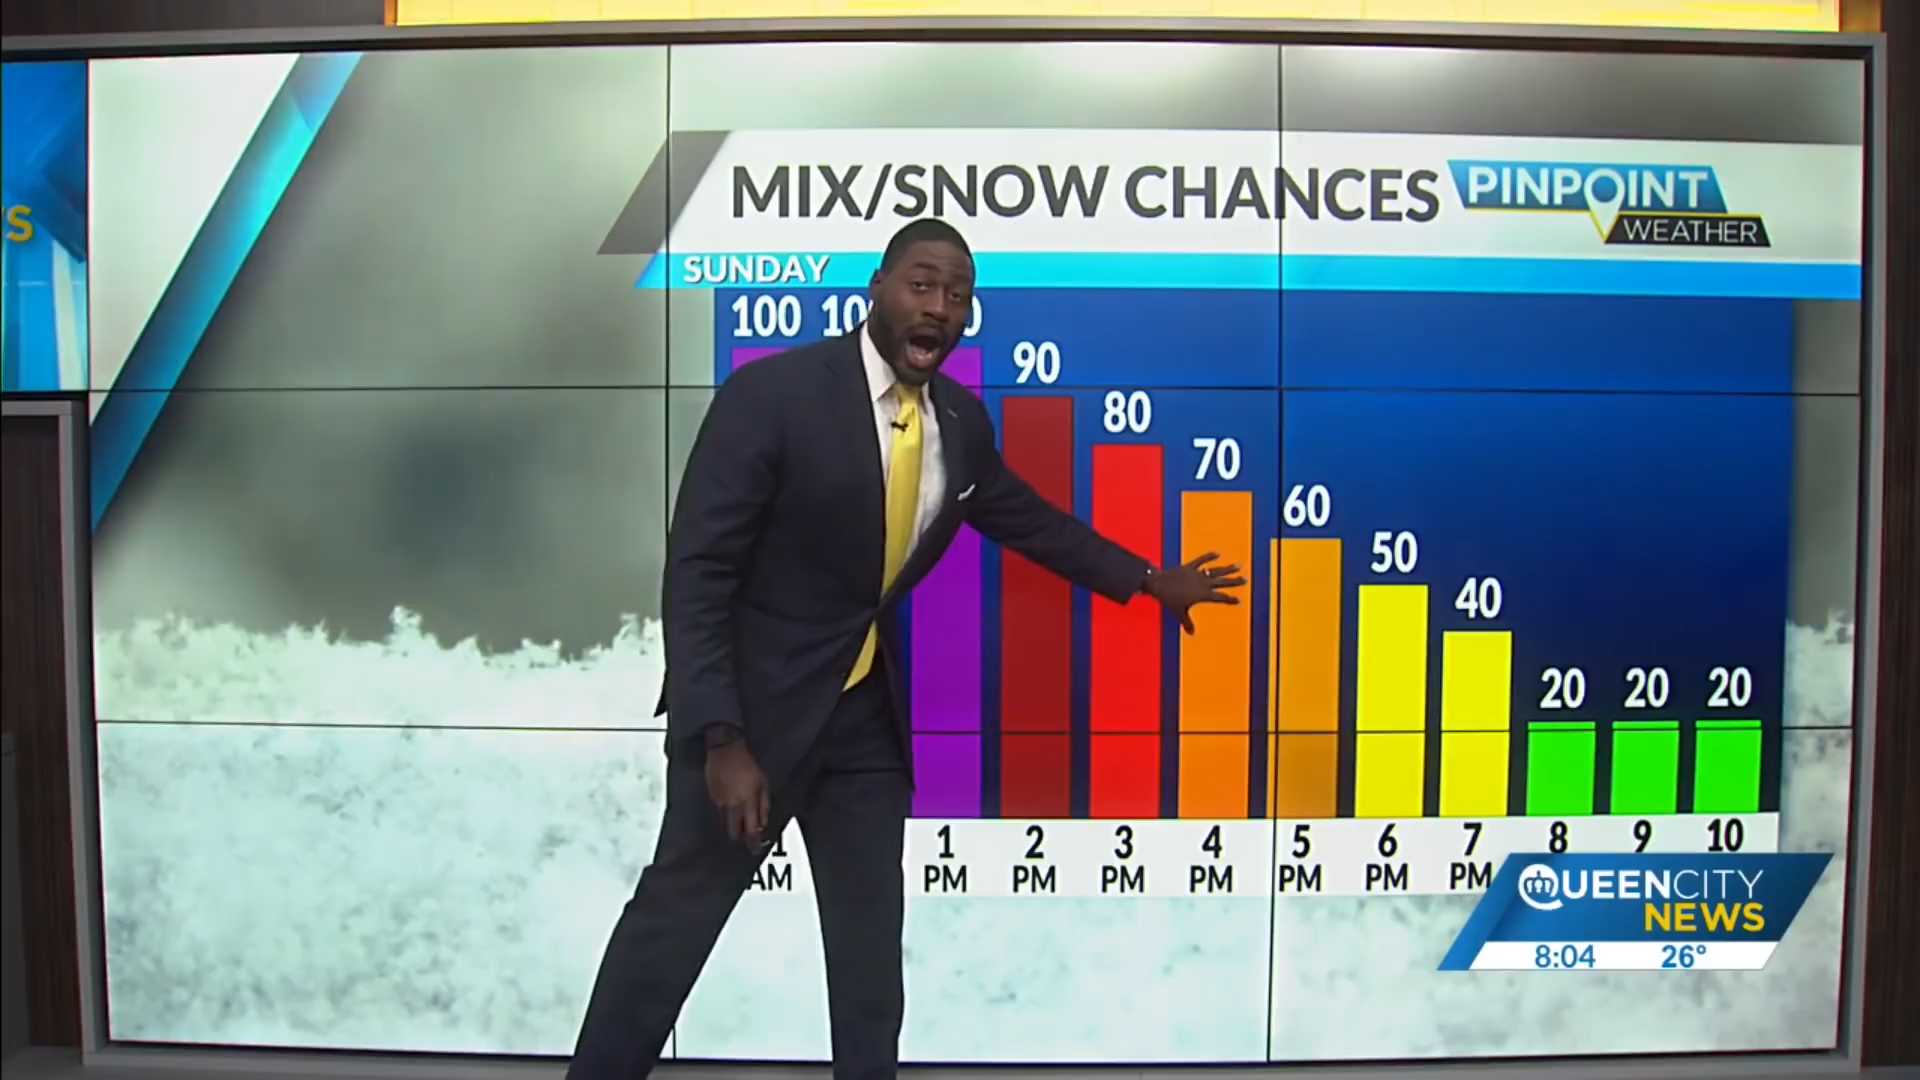 S
MIX/SNOW CHANCES
PINPOINT
WEATHER
SUNDAY
100
90
80
70
60
50
40
20 20 20
AM
1 PM
2 PM
3 PM
4 PM
5 PM
6 PM
7 PM
8 9 10
QUEEN CITY
NEWS
8:04 26°